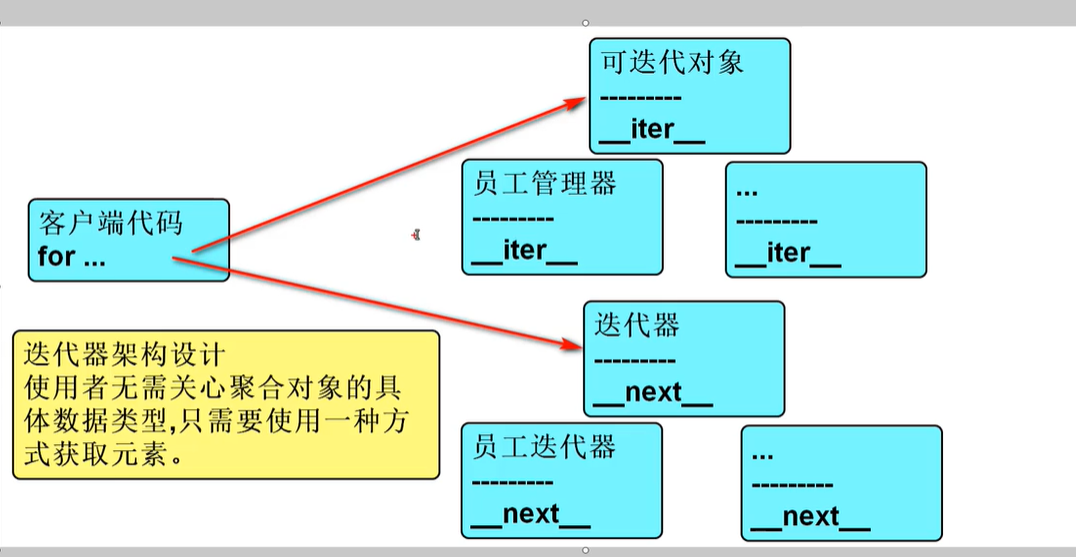 可迭代对象
---------
__iter__
员工管理器
---------
__iter__
...
---------
__iter__
客户端代码
for ...
迭代器
---------
__next__
迭代器架构设计
使用者无需关心聚合对象的具
体数据类型,只需要使用一种方
式获取元素。
员工迭代器
---------
__next__
...
---------
__next__